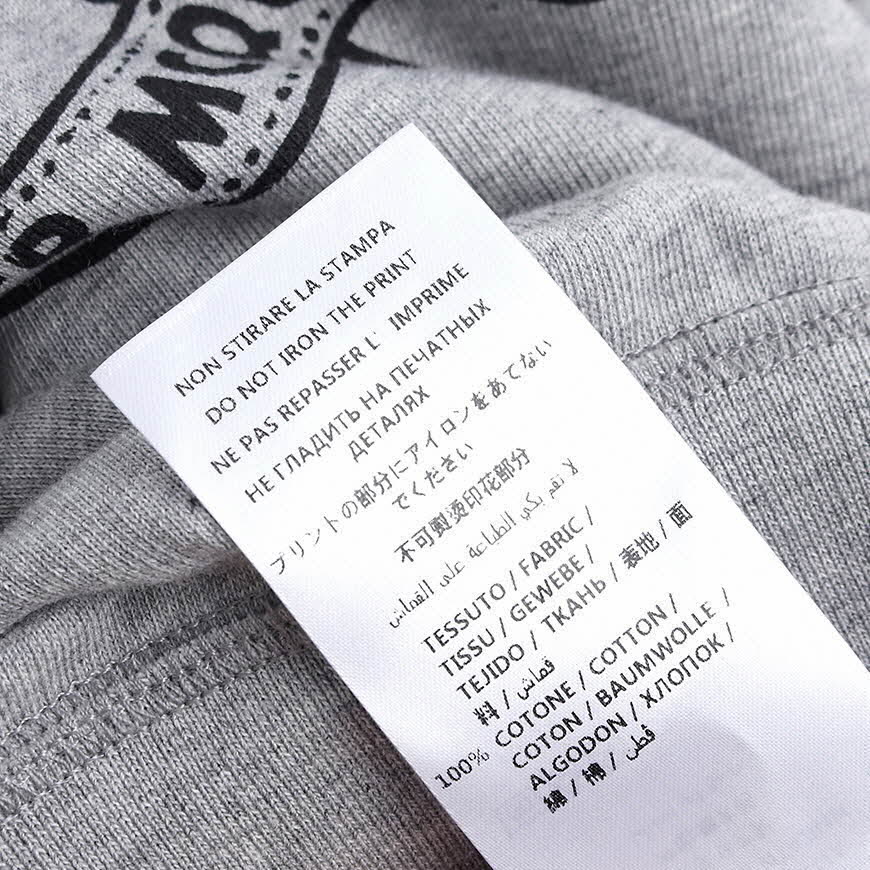 MQ
NON STIRARE LA STAMPA
DO NOT IRON THE PRINT
NE PAS REPASSER L' IMPRIME
НЕ ГЛАДИТЬ НА ПЕЧАТНЫХ
ДЕТАЛЯХ
プリントの部分にアイロンをあてない
でください
不可熨烫印花部分
لا تقم بكي الطباعة على القماش
TESSUTO / FABRIC /
TISSU / GEWEBE /
TEJIDO / ТКАНЬ / 表地 / 面
料 / قماش
100% COTONE / COTTON /
COTON / BAUMWOLLE /
ALGODON / ХЛОПОК /
綿 / 棉 / قطن